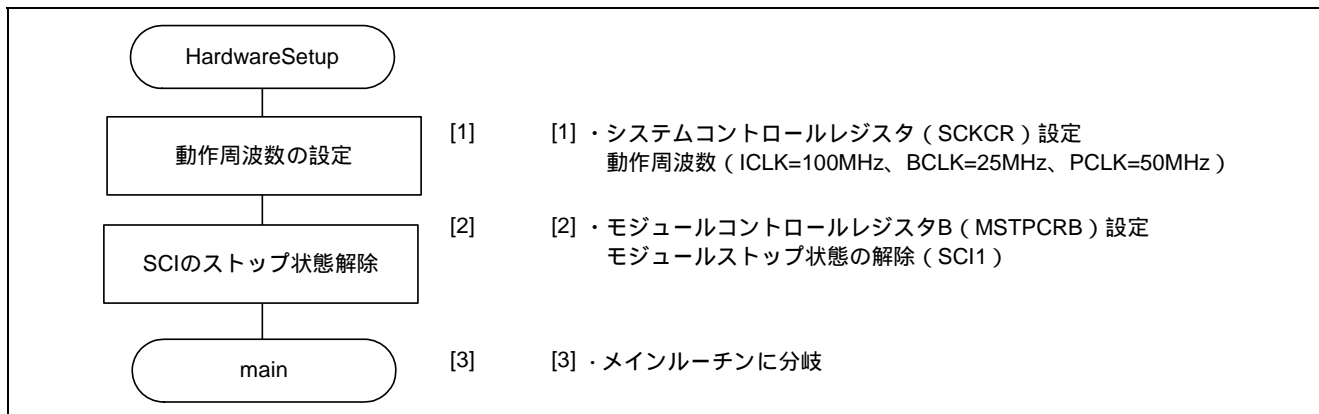 HardwareSetup
動作周波数の設定
[1]
[1] ・システムコントロールレジスタ（SCKCR）設定
動作周波数（ICLK=100MHz、BCLK=25MHz、PCLK=50MHz）
SCIのストップ状態解除
[2]
[2] ・モジュールコントロールレジスタB（MSTPCRB）設定
モジュールストップ状態の解除（SCI1）
main
[3]
[3] ・メインルーチンに分岐